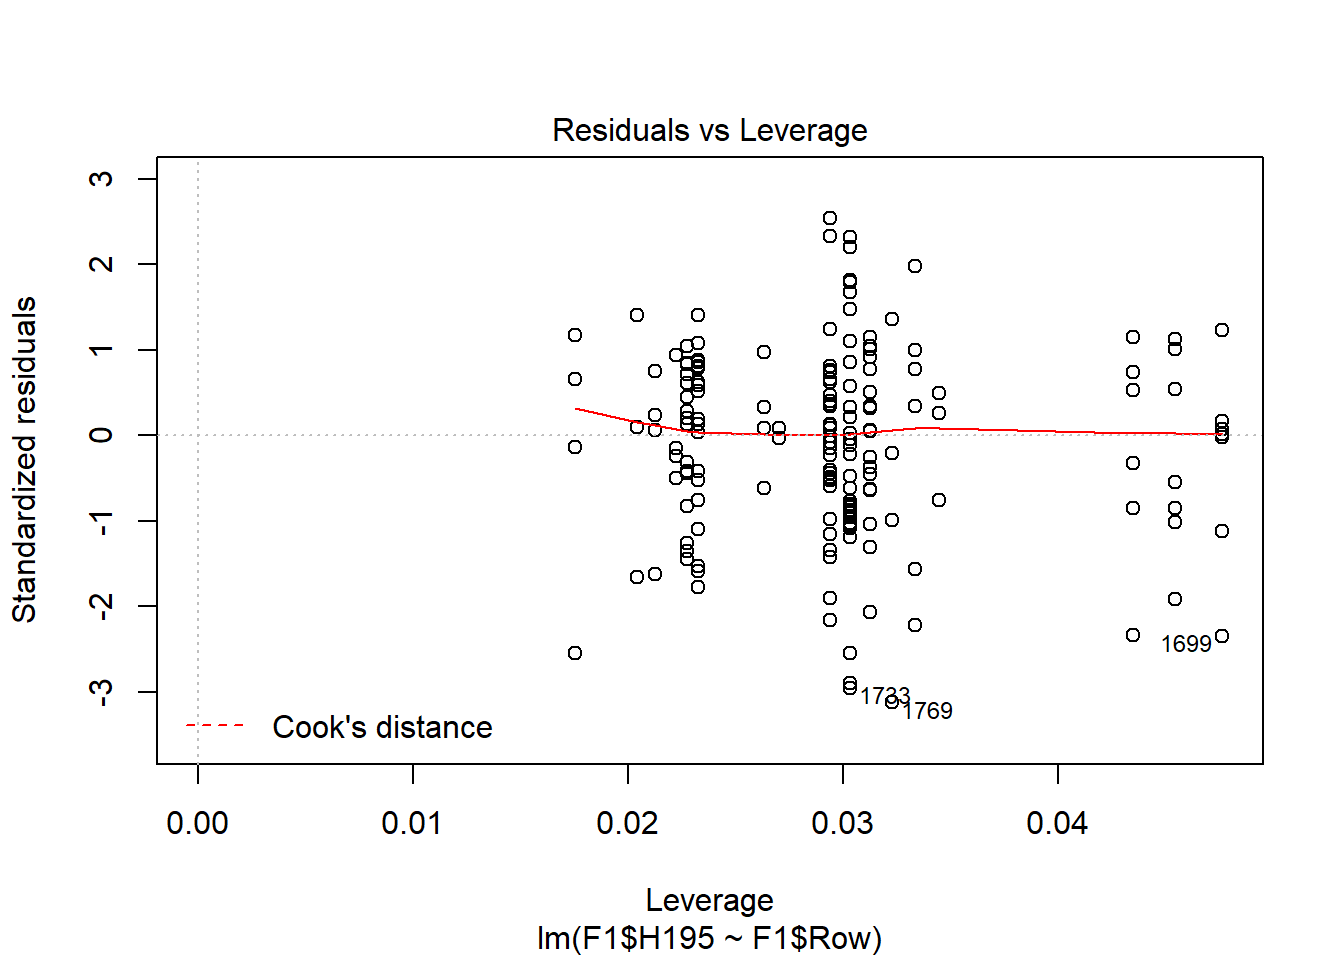 Residuals vs Leverage
Standardized residuals
3
2
1
0
-1
-2
-3
1699
1733
1769
Cook's distance
0.00 0.01 0.02 0.03 0.04
Leverage
lm(F1$H195 ~ F1$Row)